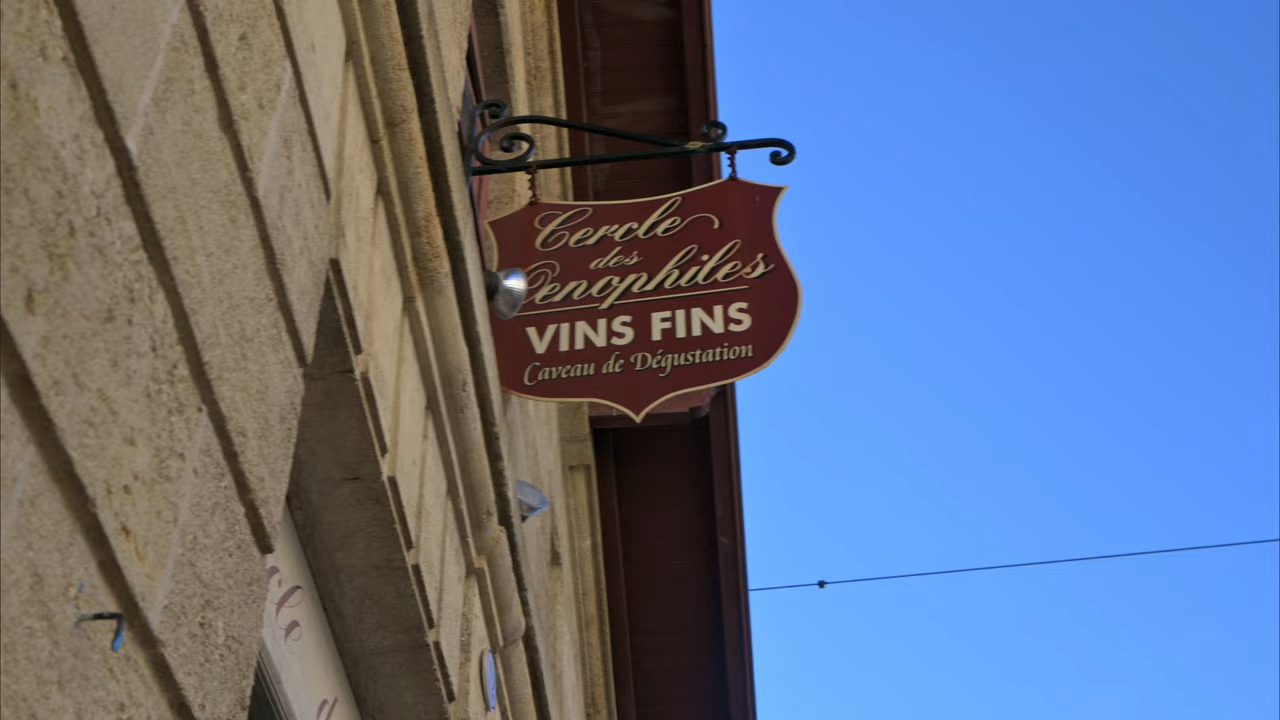 Cercle
des
Oenophiles
VINS FINS
Caveau de Dégustation